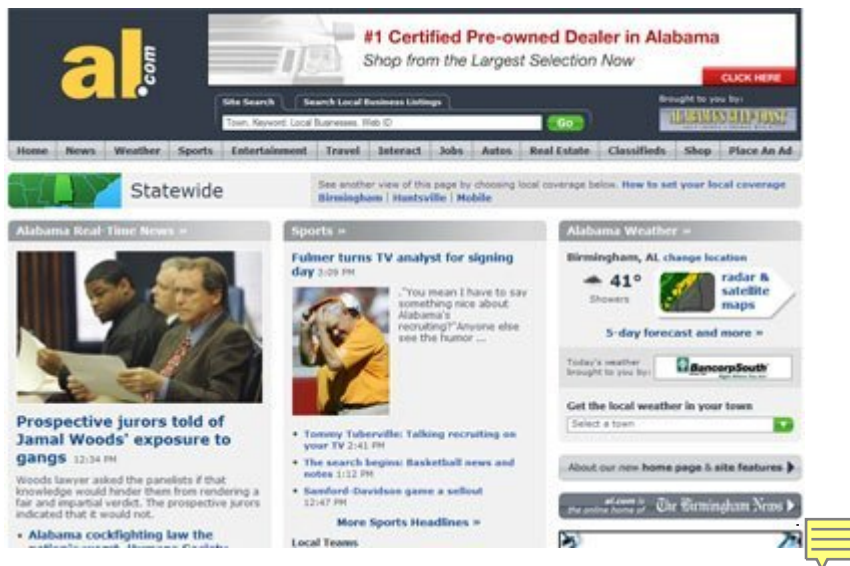 al.com
#1 Certified Pre-owned Dealer in Alabama
Shop from the Largest Selection Now
CLICK HERE
Site Search
Search Local Business Listings
Brought to you by:
Town, Keyword, Local Businesses, Web ID
Go
ALABAMA'S GULF COAST
Home News Weather Sports Entertainment Travel Interact Jobs Autos Real Estate Classifieds Shop Place An Ad
Statewide
See another view of this page by choosing local coverage below. How to set your local coverage
Birmingham | Huntsville | Mobile
Alabama Real-Time News »
Prospective jurors told of
Jamal Woods' exposure to
gangs 12:34 PM
Woods lawyer asked the panelists if that
knowledge would hinder them from rendering a
fair and impartial verdict. The prospective jurors
indicated that it would not.
• Alabama cockfighting law the
nation's worst, Humane Society
Sports »
Fulmer turns TV analyst for signing
day 3:09 PM
."You mean I have to say
something nice about
Alabama's
recruiting?"Anyone else
see the humor ...
• Tommy Tuberville: Talking recruiting on
your TV 2:41 PM
• The search begins: Basketball news and
notes 1:12 PM
• Samford-Davidson game a sellout
12:47 PM
More Sports Headlines »
Local Teams
Alabama Weather »
Birmingham, AL change location
41°
Showers
radar &
satellite
maps
5-day forecast and more »
Today's weather
brought to you by:
BancorpSouth
Get the local weather in your town
Select a town
About our new home page & site features
al.com is
the online home of
The Birmingham News